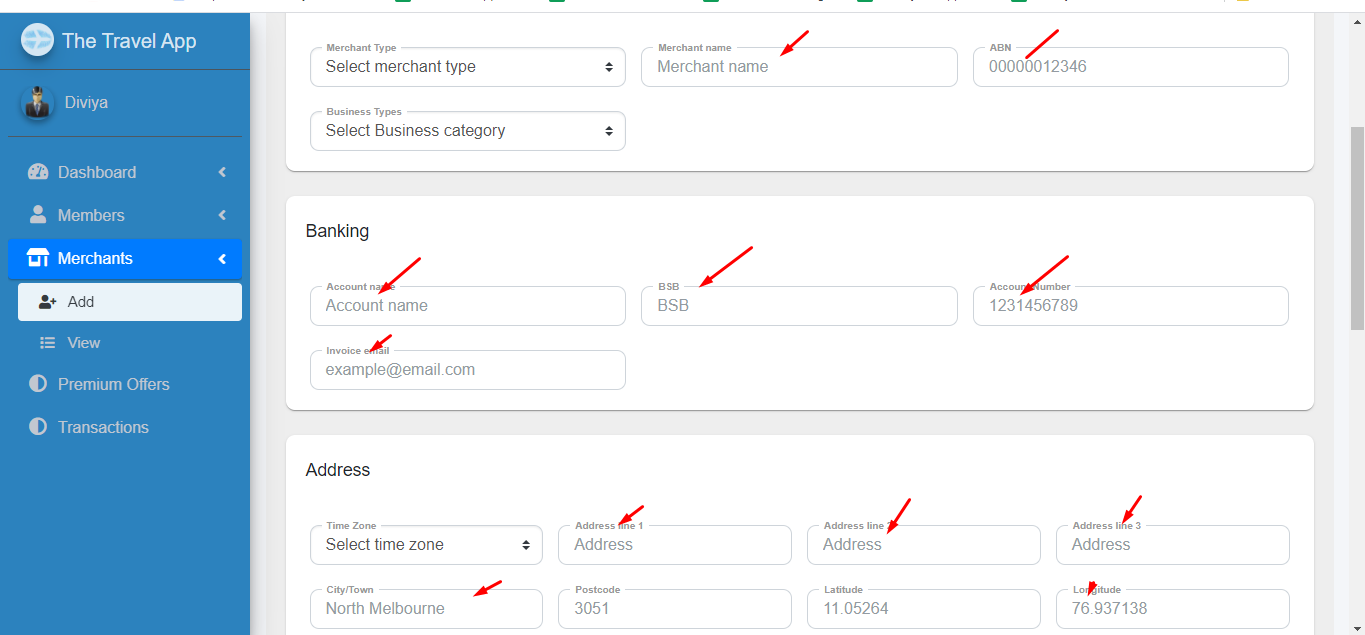 The Travel App
Diviya
Dashboard
Members
Merchants
Add
View
Premium Offers
Transactions
Merchant Type
Select merchant type
Merchant name
Merchant name
ABN
00000012346
Business Types
Select Business category
Banking
Account name
Account name
BSB
BSB
Account Number
1231456789
Invoice email
example@email.com
Address
Time Zone
Select time zone
Address line 1
Address
Address line
Address
Address line 3
Address
City/Town
North Melbourne
Postcode
3051
Latitude
11.05264
Longitude
76.937138